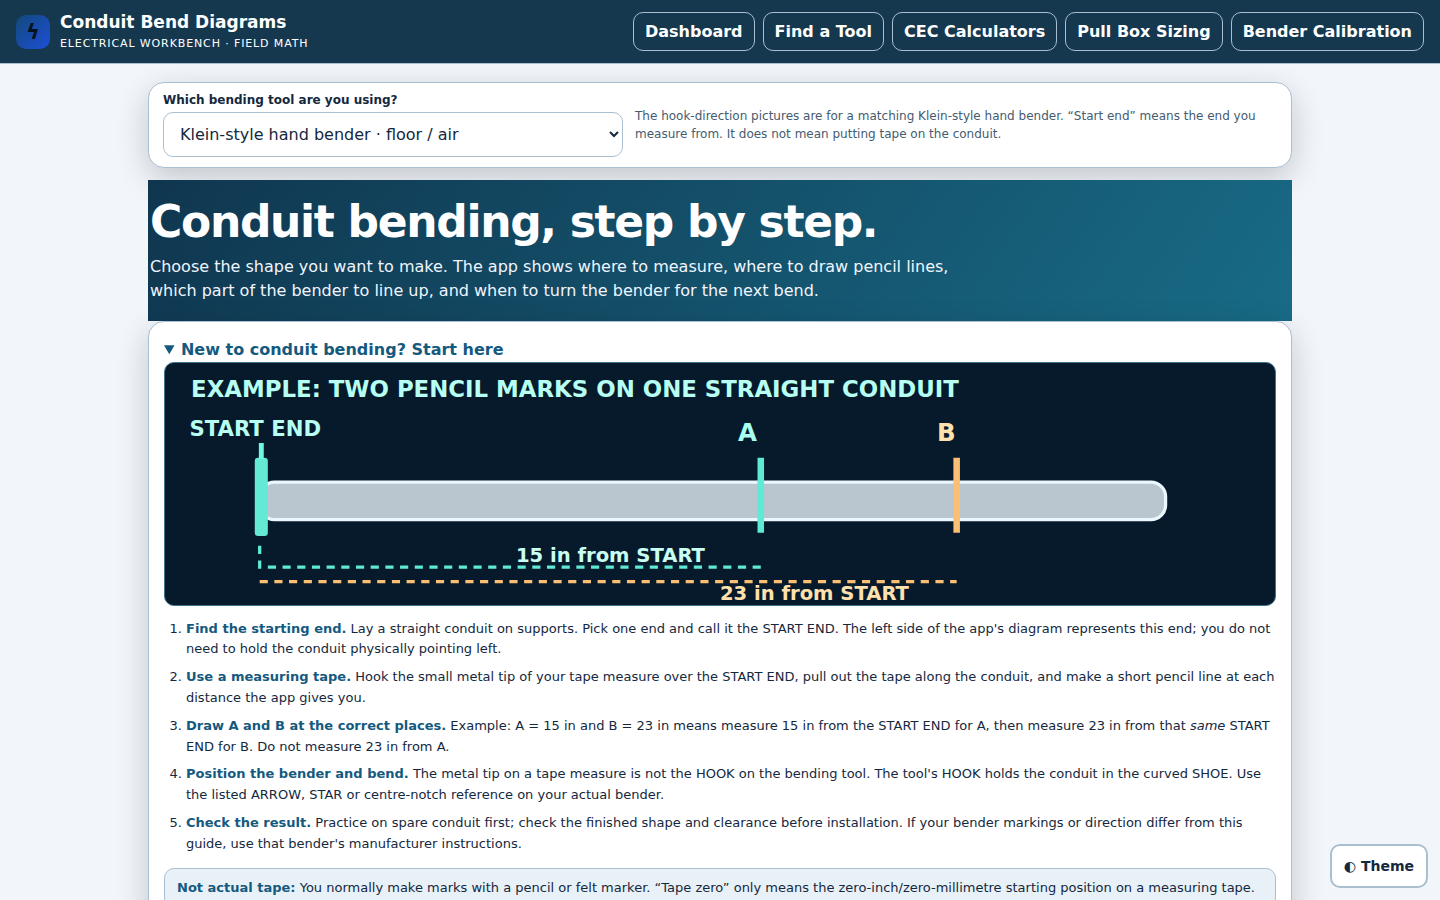 Conduit Bend Diagrams
ELECTRICAL WORKBENCH · FIELD MATH
Dashboard
Find a Tool
CEC Calculators
Pull Box Sizing
Bender Calibration
Which bending tool are you using?
Klein-style hand bender · floor / air
The hook-direction pictures are for a matching Klein-style hand bender. “Start end” means the end you
measure from. It does not mean putting tape on the conduit.
Conduit bending, step by step.
Choose the shape you want to make. The app shows where to measure, where to draw pencil lines,
which part of the bender to line up, and when to turn the bender for the next bend.
▼ New to conduit bending? Start here
EXAMPLE: TWO PENCIL MARKS ON ONE STRAIGHT CONDUIT
START END
A
B
15 in from START
23 in from START
1. Find the starting end. Lay a straight conduit on supports. Pick one end and call it the START END. The left side of the app's diagram represents this end; you do not
need to hold the conduit physically pointing left.
2. Use a measuring tape. Hook the small metal tip of your tape measure over the START END, pull out the tape along the conduit, and make a short pencil line at each
distance the app gives you.
3. Draw A and B at the correct places. Example: A = 15 in and B = 23 in means measure 15 in from the START END for A, then measure 23 in from that same START
END for B. Do not measure 23 in from A.
4. Position the bender and bend. The metal tip on a tape measure is not the HOOK on the bending tool. The tool's HOOK holds the conduit in the curved SHOE. Use
the listed ARROW, STAR or centre-notch reference on your actual bender.
5. Check the result. Practice on spare conduit first; check the finished shape and clearance before installation. If your bender markings or direction differ from this
guide, use that bender's manufacturer instructions.
Not actual tape: You normally make marks with a pencil or felt marker. “Tape zero” only means the zero-inch/zero-millimetre starting position on a measuring tape.
◐ Theme